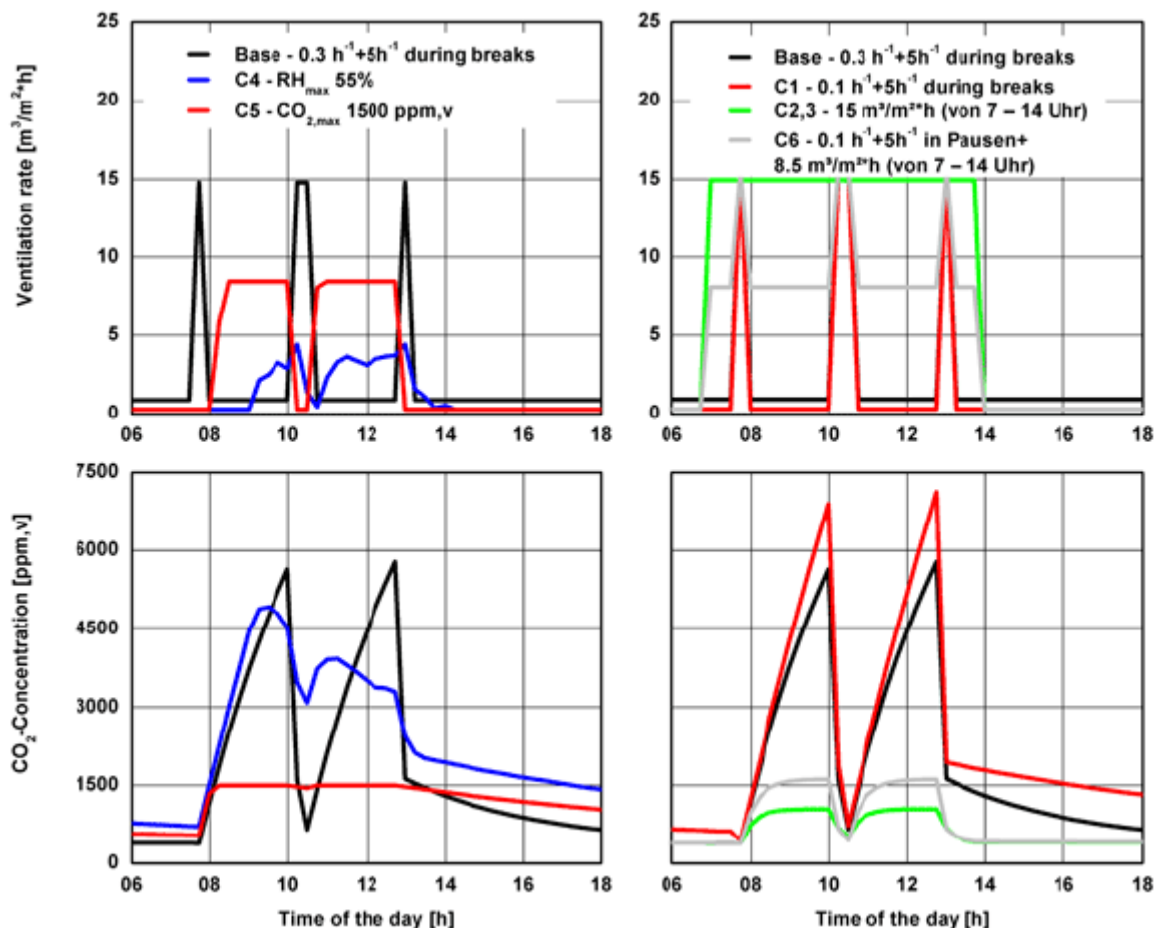 25
20
15
10
5
0
Ventilation rate [m³/m²*h]
Base - 0.3 h⁻¹+5h⁻¹ during breaks
C4 - RHmax 55%
C5 - CO₂,max 1500 ppm,v
06 08 10 12 14 16 18
25
20
15
10
5
0
Base - 0.3 h⁻¹+5h⁻¹ during breaks
C1 - 0.1 h⁻¹+5h⁻¹ during breaks
C2,3 - 15 m³/m²*h (von 7 – 14 Uhr)
C6 - 0.1 h⁻¹+5h⁻¹ in Pausen+
8.5 m³/m²*h (von 7 – 14 Uhr)
06 08 10 12 14 16 18
7500
6000
4500
3000
1500
0
CO₂-Concentration [ppm,v]
06 08 10 12 14 16 18
Time of the day [h]
06 08 10 12 14 16 18
Time of the day [h]